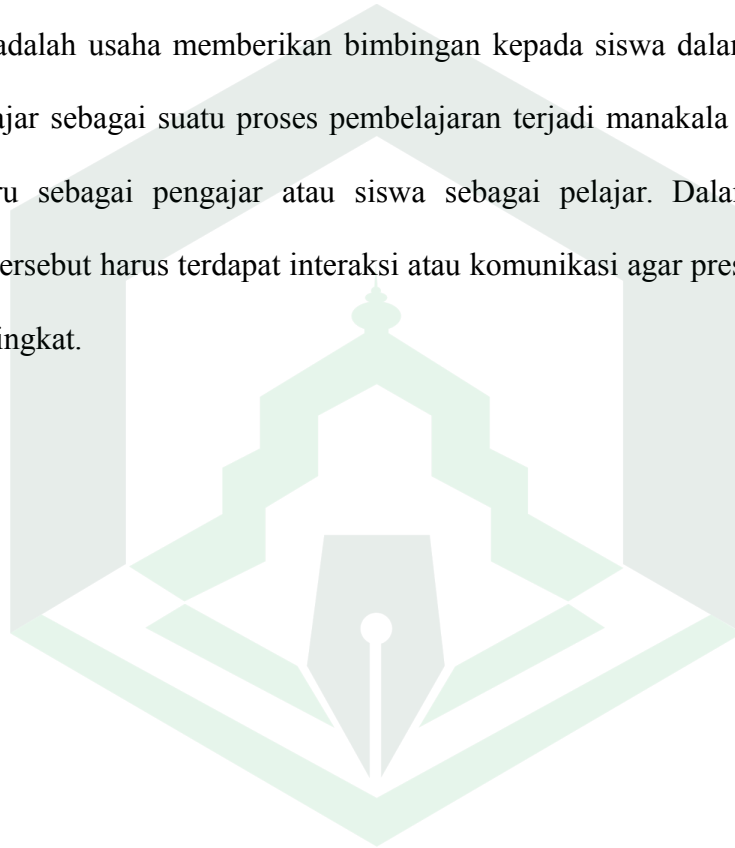 adalah usaha memberikan bimbingan kepada siswa dalam
ajar sebagai suatu proses pembelajaran terjadi manakala
ru sebagai pengajar atau siswa sebagai pelajar. Dalam
tersebut harus terdapat interaksi atau komunikasi agar pres
ingkat.